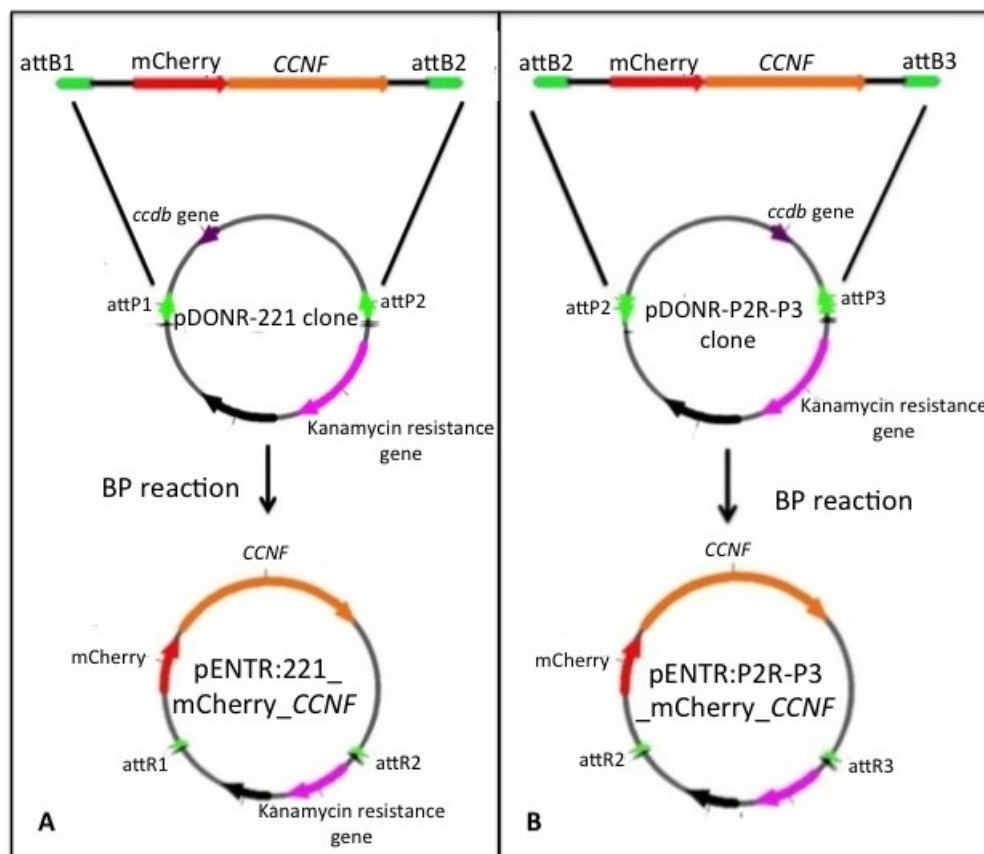 attB1
mCherry
CCNF
attB2
ccdb gene
attP1
attP2
pDONR-221 clone
Kanamycin resistance
gene
BP reaction
CCNF
mCherry
pENTR:221_
mCherry_CCNF
attR1
attR2
Kanamycin resistance
gene
A
attB2
mCherry
CCNF
attB3
ccdb gene
attP2
attP3
pDONR-P2R-P3
clone
Kanamycin resistance
gene
BP reaction
CCNF
mCherry
pENTR:P2R-P3
_mCherry_CCNF
attR2
attR3
B